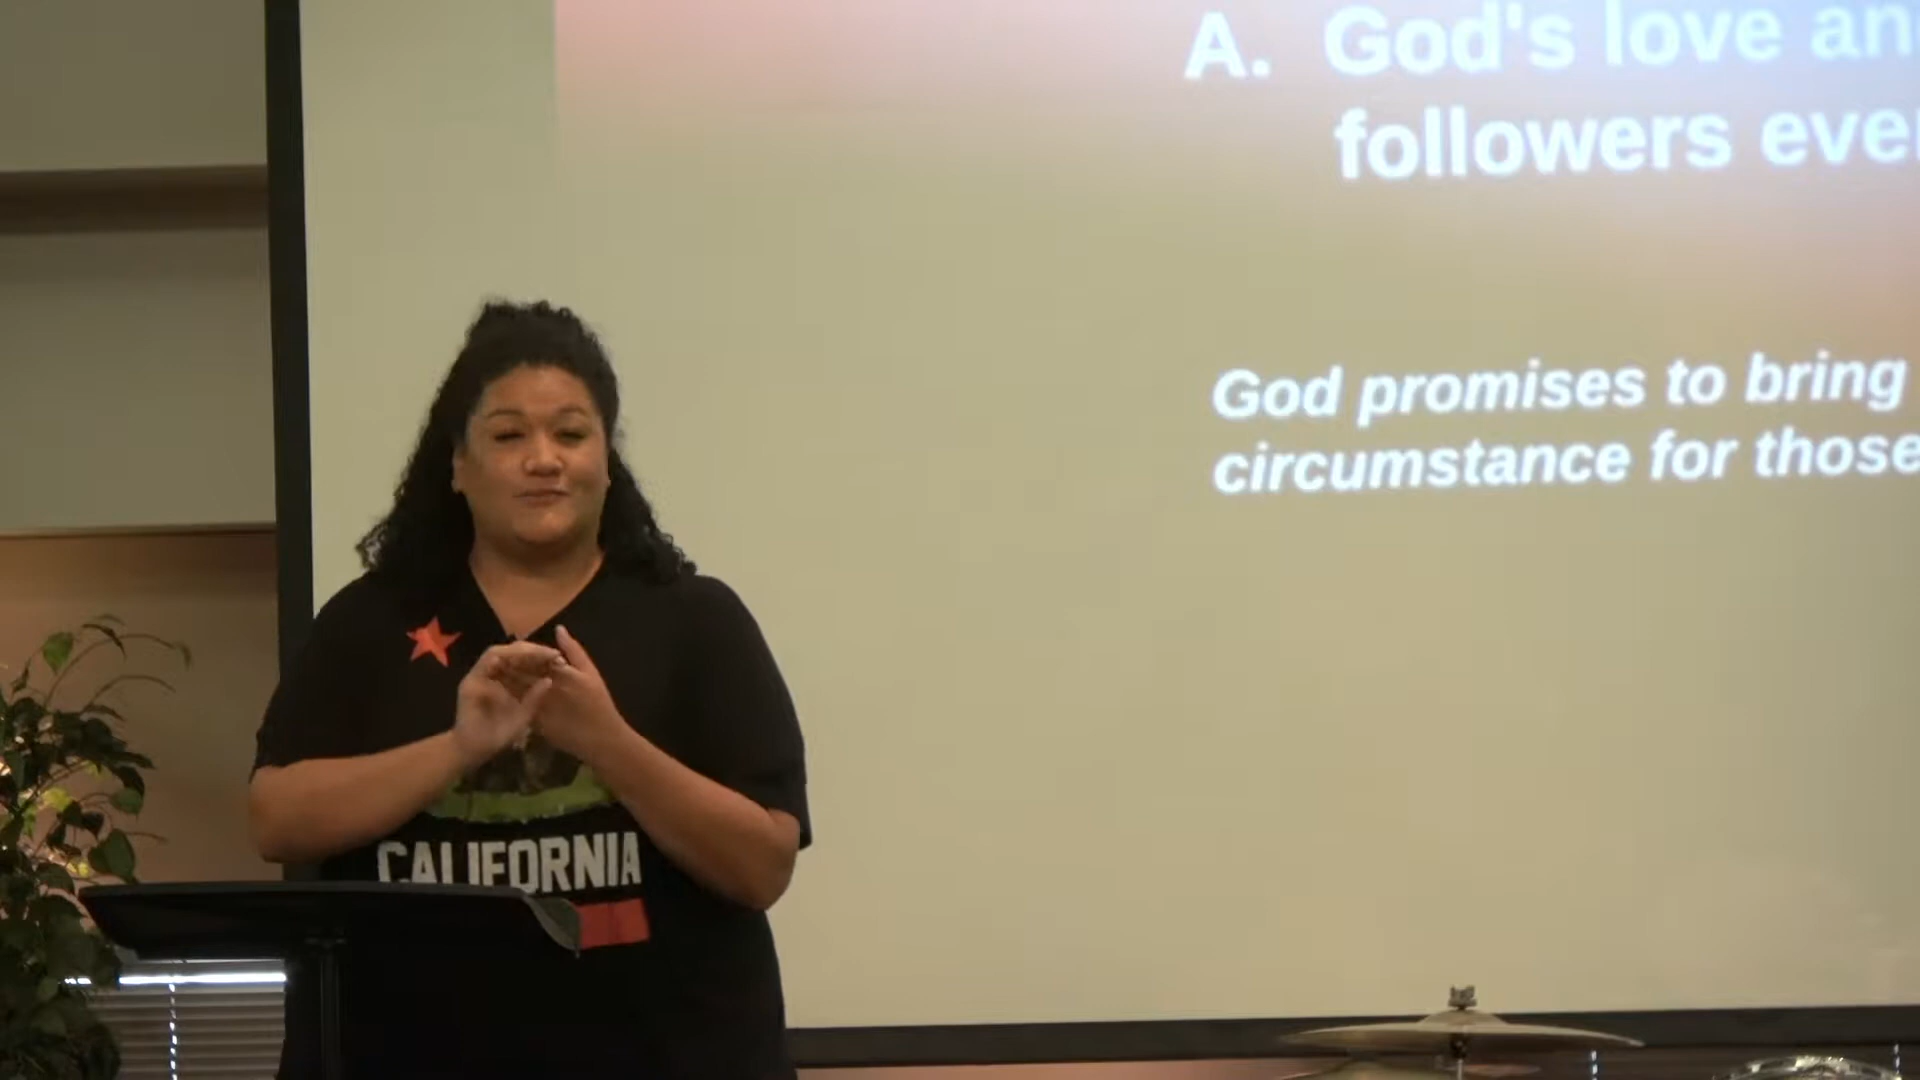 A. God's love an
followers eve
God promises to bring
circumstance for those
CALIFORNIA